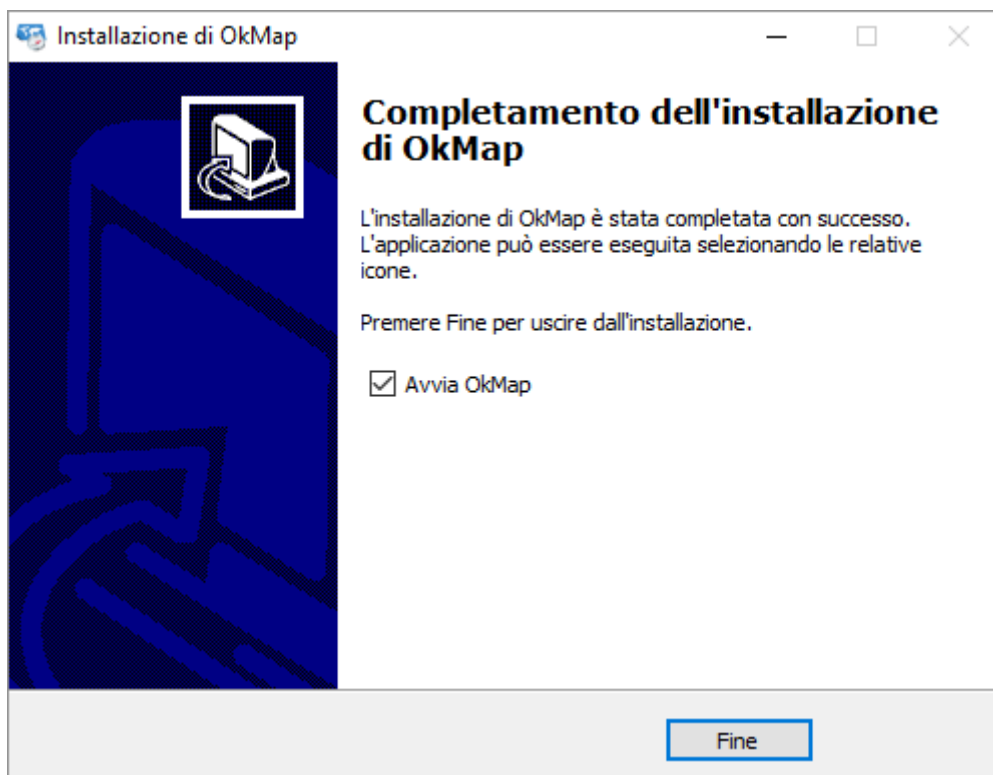 Installazione di OkMap
Completamento dell'installazione
di OkMap
L'installazione di OkMap è stata completata con successo.
L'applicazione può essere eseguita selezionando le relative
icone.
Premere Fine per uscire dall'installazione.
Avvia OkMap
Fine